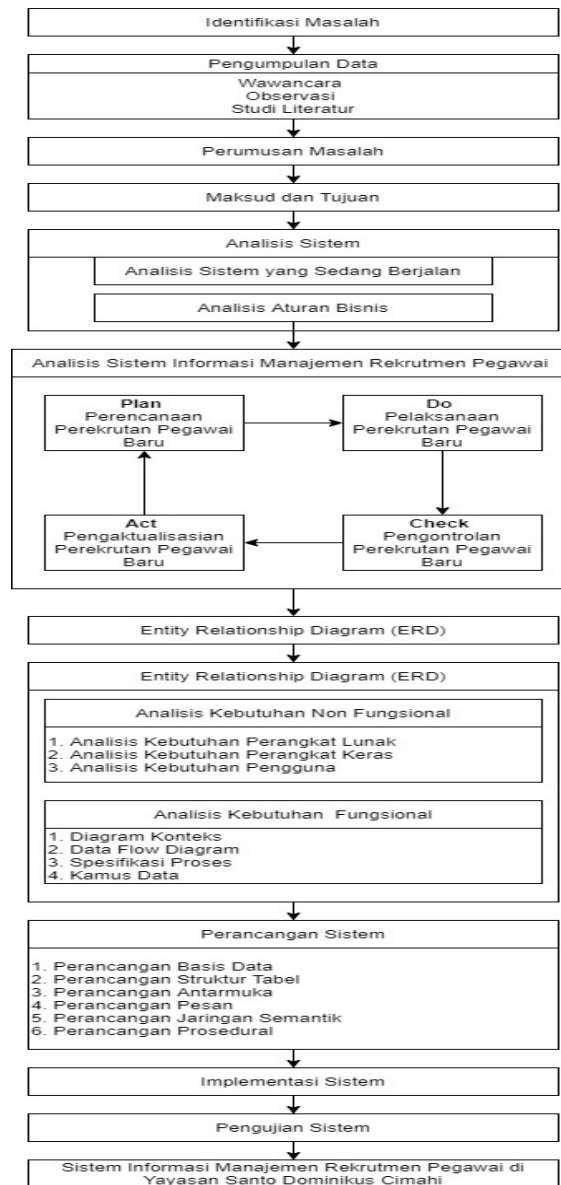 Identifikasi Masalah
Pengumpulan Data
Wawancara
Observasi
Studi Literatur
Perumusan Masalah
Maksud dan Tujuan
Analisis Sistem
Analisis Sistem yang Sedang Berjalan
Analisis Aturan Bisnis
Analisis Sistem Informasi Manajemen Rekrutmen Pegawai
Plan
Perencanaan
Perekrutan Pegawai
Baru
Do
Pelaksanaan
Perekrutan Pegawai
Baru
Act
Pengaktualisasian
Perekrutan Pegawai
Baru
Check
Pengontrolan
Perekrutan Pegawai
Baru
Entity Relationship Diagram (ERD)
Entity Relationship Diagram (ERD)
Analisis Kebutuhan Non Fungsional
1. Analisis Kebutuhan Perangkat Lunak
2. Analisis Kebutuhan Perangkat Keras
3. Analisis Kebutuhan Pengguna
Analisis Kebutuhan Fungsional
1. Diagram Konteks
2. Data Flow Diagram
3. Spesifikasi Proses
4. Kamus Data
Perancangan Sistem
1. Perancangan Basis Data
2. Perancangan Struktur Tabel
3. Perancangan Antarmuka
4. Perancangan Pesan
5. Perancangan Jaringan Semantik
6. Perancangan Prosedural
Implementasi Sistem
Pengujian Sistem
Sistem Informasi Manajemen Rekrutmen Pegawai di
Yayasan Santo Dominikus Cimahi